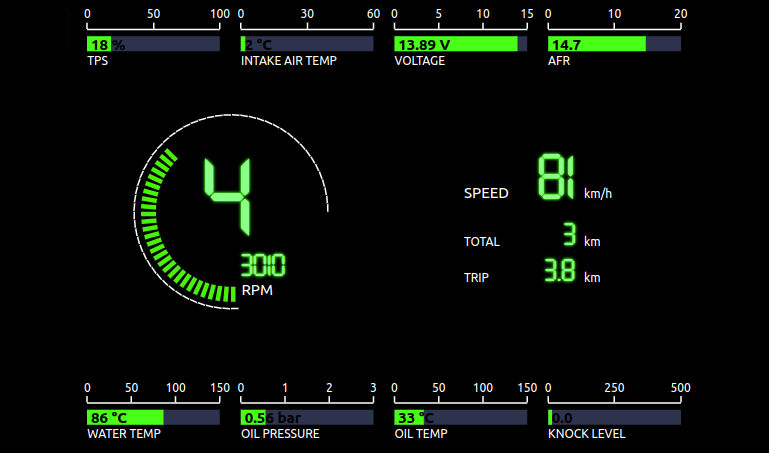 0 50 100 0 30 60 0 5 10 15 0 10 20
18 % 2 °C 13.89 V 14.7
TPS INTAKE AIR TEMP VOLTAGE AFR
4
81
SPEED km/h
TOTAL 3 km
3010
TRIP 3.8 km
RPM
0 50 100 150 0 1 2 3 0 50 100 150 0 250 500
86 °C 0.56 bar 33 °C 0.0
WATER TEMP OIL PRESSURE OIL TEMP KNOCK LEVEL